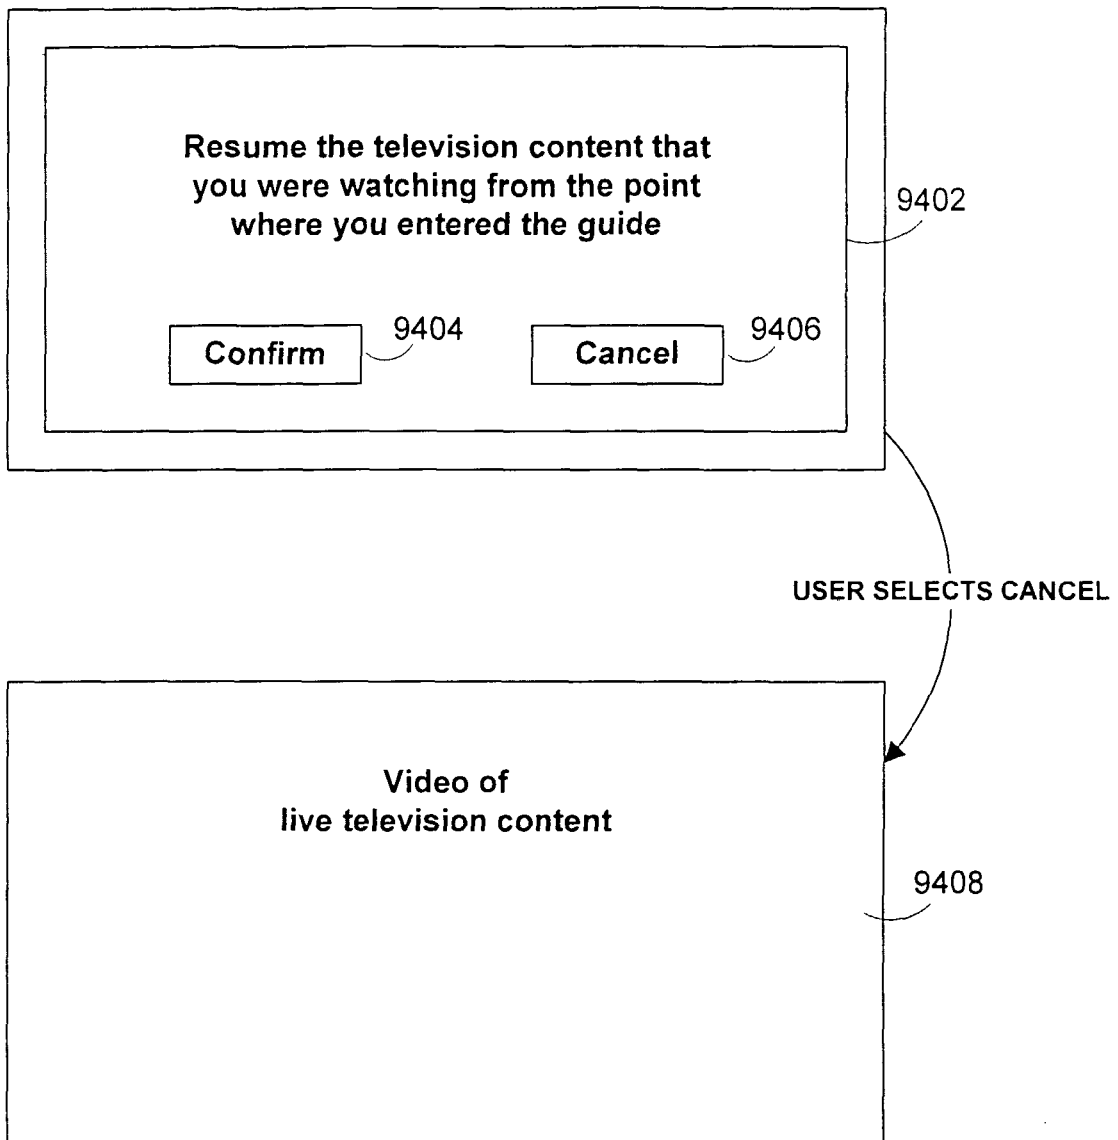 Resume the television content that
you were watching from the point
where you entered the guide
9402
Confirm
9404
Cancel
9406
USER SELECTS CANCEL
Video of
live television content
9408